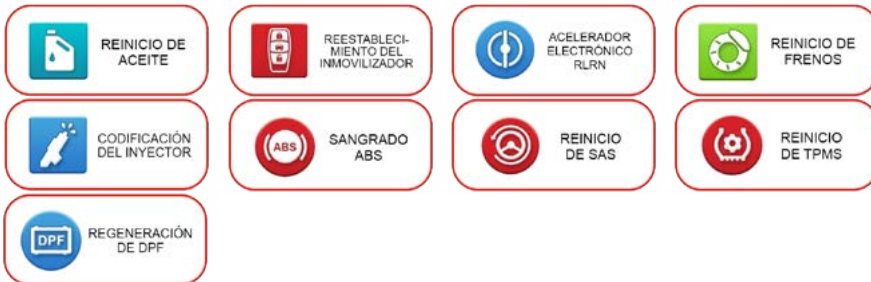 REINICIO DE
ACEITE
REESTABLECI-
MIENTO DEL
INMOVILIZADOR
ACELERADOR
ELECTRÓNICO
RLRN
REINICIO DE
FRENOS
CODIFICACIÓN
DEL INYECTOR
ABS
SANGRADO
ABS
REINICIO
DE SAS
REINICIO
DE TPMS
DPF
REGENERACIÓN
DE DPF